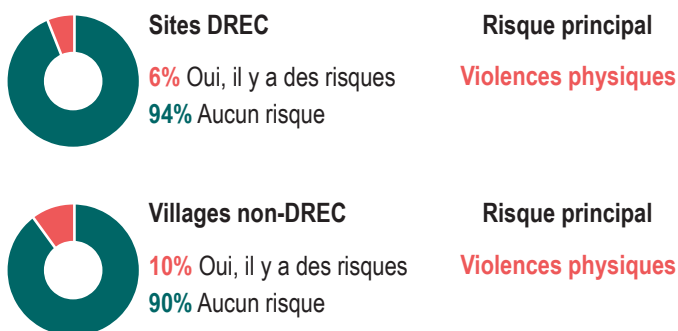 Sites DREC
Risque principal
6% Oui, il y a des risques
Violences physiques
94% Aucun risque
Villages non-DREC
Risque principal
10% Oui, il y a des risques
Violences physiques
90% Aucun risque